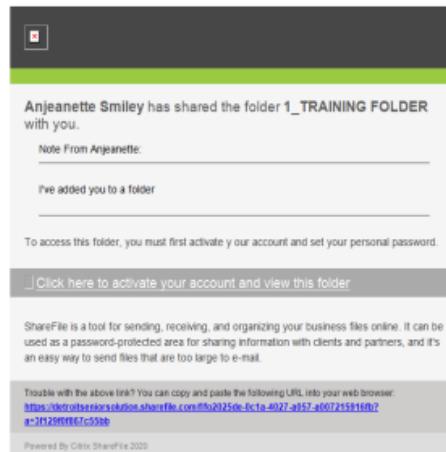 Anjeanette Smiley has shared the folder 1_TRAINING FOLDER
with you.
Note From Anjeanette:
I've added you to a folder
To access this folder, you must first activate y our account and set your personal password.
Click here to activate your account and view this folder
ShareFile is a tool for sending, receiving, and organizing your business files online. It can be
used as a password-protected area for sharing information with clients and partners, and it's
an easy way to send files that are too large to e-mail.
Trouble with the above link? You can copy and paste the following URL into your web browser:
Powered By Citrix ShareFile 2020